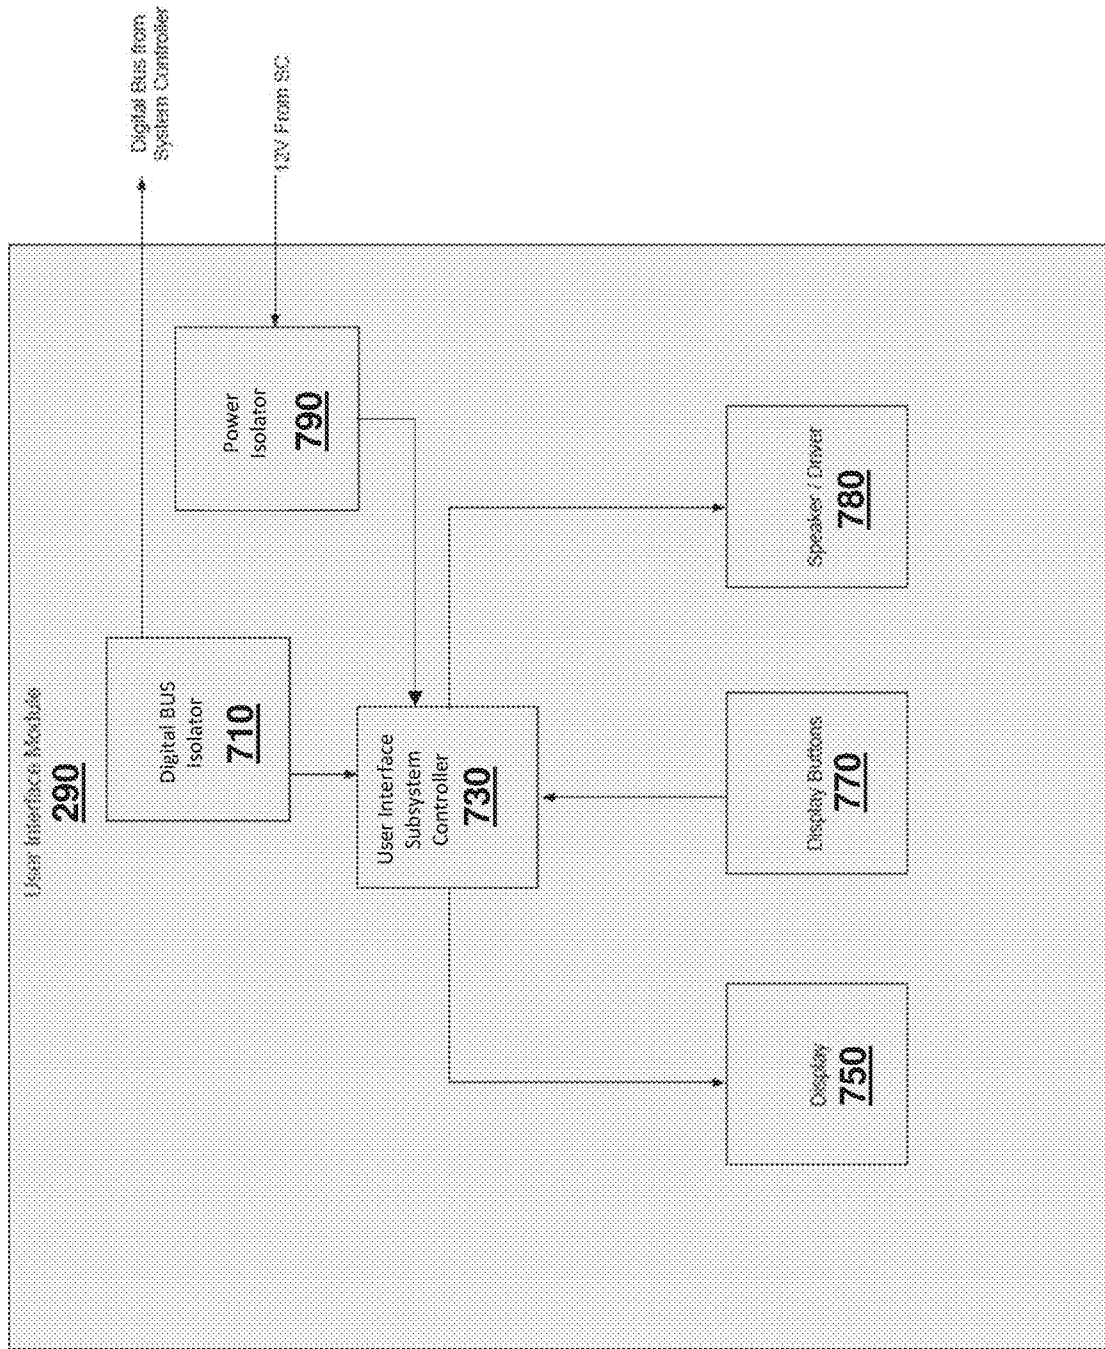 User Interface Module
290
Digital Bus from
System Controller
12V From SC
Digital BUS
Isolator
710
Power
Isolator
790
User Interface
Subsystem
Controller
730
Display
750
Display Buttons
770
Speaker / Driver
780